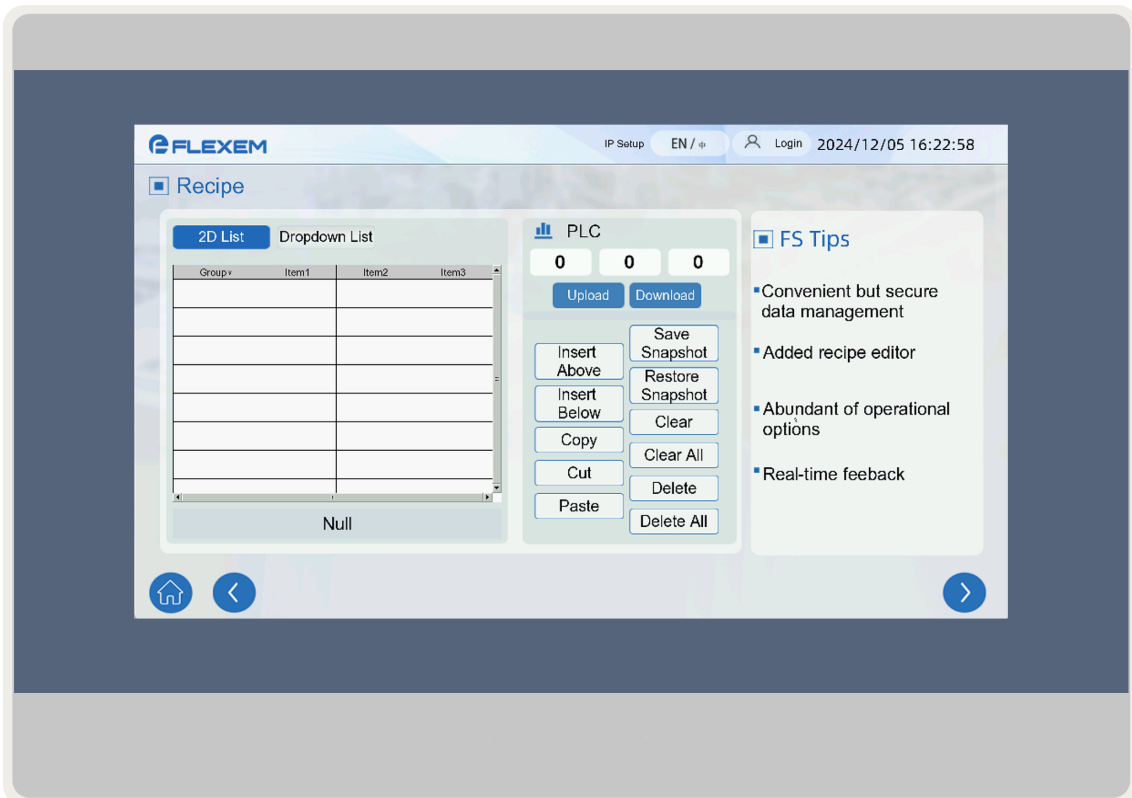 FLEXEM
IP Setup EN / 中 Login 2024/12/05 16:22:58
Recipe
2D List Dropdown List
Group Item1 Item2 Item3
Null
PLC
0 0 0
Upload Download
Insert
Above
Insert
Below
Copy
Cut
Paste
Save
Snapshot
Restore
Snapshot
Clear
Clear All
Delete
Delete All
FS Tips
Convenient but secure
data management
Added recipe editor
Abundant of operational
options
Real-time feeback